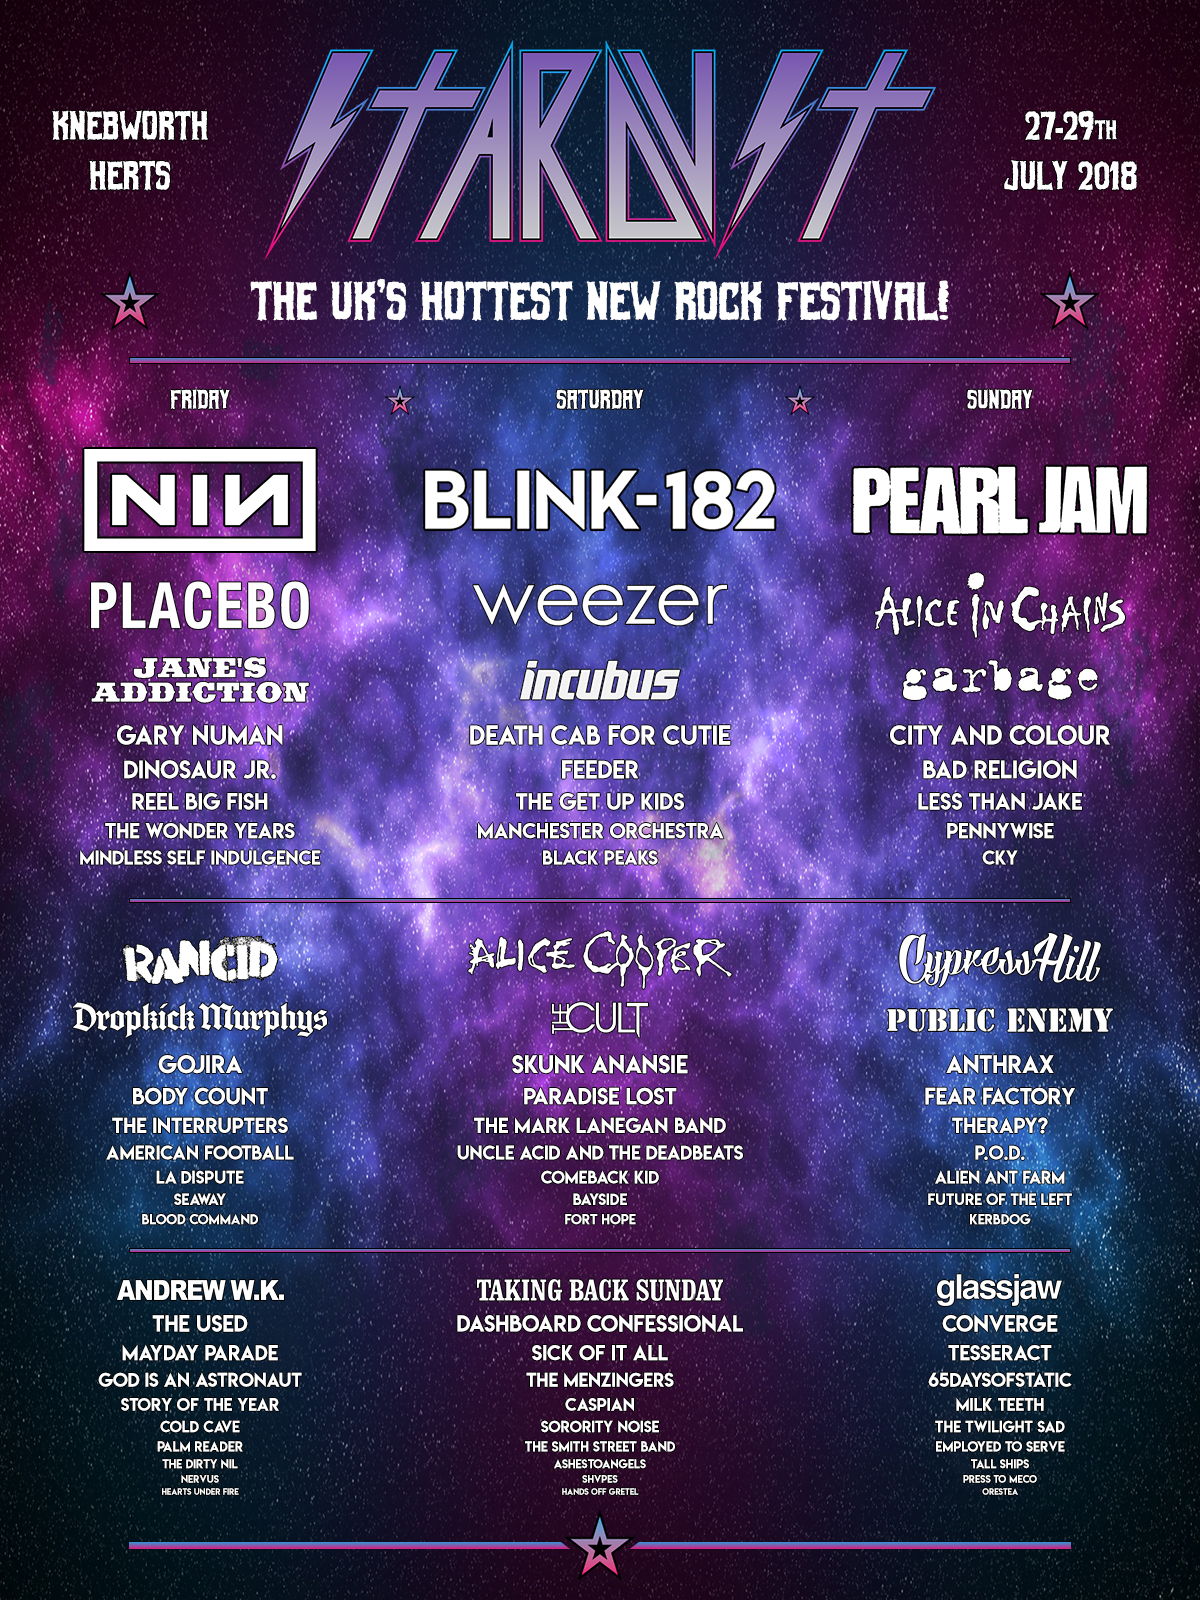 KNEBWORTH
HERTS
STARDUST
27-29TH
JULY 2018
THE UK'S HOTTEST NEW ROCK FESTIVAL!
FRIDAY
NIN
PLACEBO
JANE'S
ADDICTION
GARY NUMAN
DINOSAUR JR.
REEL BIG FISH
THE WONDER YEARS
MINDLESS SELF INDULGENCE
SATURDAY
BLINK-182
weezer
incubus
DEATH CAB FOR CUTIE
FEEDER
THE GET UP KIDS
MANCHESTER ORCHESTRA
BLACK PEAKS
SUNDAY
PEARL JAM
ALICE IN CHAINS
garbage
CITY AND COLOUR
BAD RELIGION
LESS THAN JAKE
PENNYWISE
CKY
RANCID
Dropkick Murphys
GOJIRA
BODY COUNT
THE INTERRUPTERS
AMERICAN FOOTBALL
LA DISPUTE
SEAWAY
BLOOD COMMAND
ALICE COOPER
THE CULT
SKUNK ANANSIE
PARADISE LOST
THE MARK LANEGAN BAND
UNCLE ACID AND THE DEADBEATS
COMEBACK KID
BAYSIDE
FORT HOPE
Cypress Hill
PUBLIC ENEMY
ANTHRAX
FEAR FACTORY
THERAPY?
P.O.D.
ALIEN ANT FARM
FUTURE OF THE LEFT
KERBDOG
ANDREW W.K.
THE USED
MAYDAY PARADE
GOD IS AN ASTRONAUT
STORY OF THE YEAR
COLD CAVE
PALM READER
THE DIRTY NIL
NERVUS
HEARTS UNDER FIRE
TAKING BACK SUNDAY
DASHBOARD CONFESSIONAL
SICK OF IT ALL
THE MENZINGERS
CASPIAN
SORORITY NOISE
THE SMITH STREET BAND
ASHESTOANGELS
SHVPES
HANDS OFF GRETEL
glassjaw
CONVERGE
TESSERACT
65DAYSOFSTATIC
MILK TEETH
THE TWILIGHT SAD
EMPLOYED TO SERVE
TALL SHIPS
PRESS TO MECO
ORESTEA